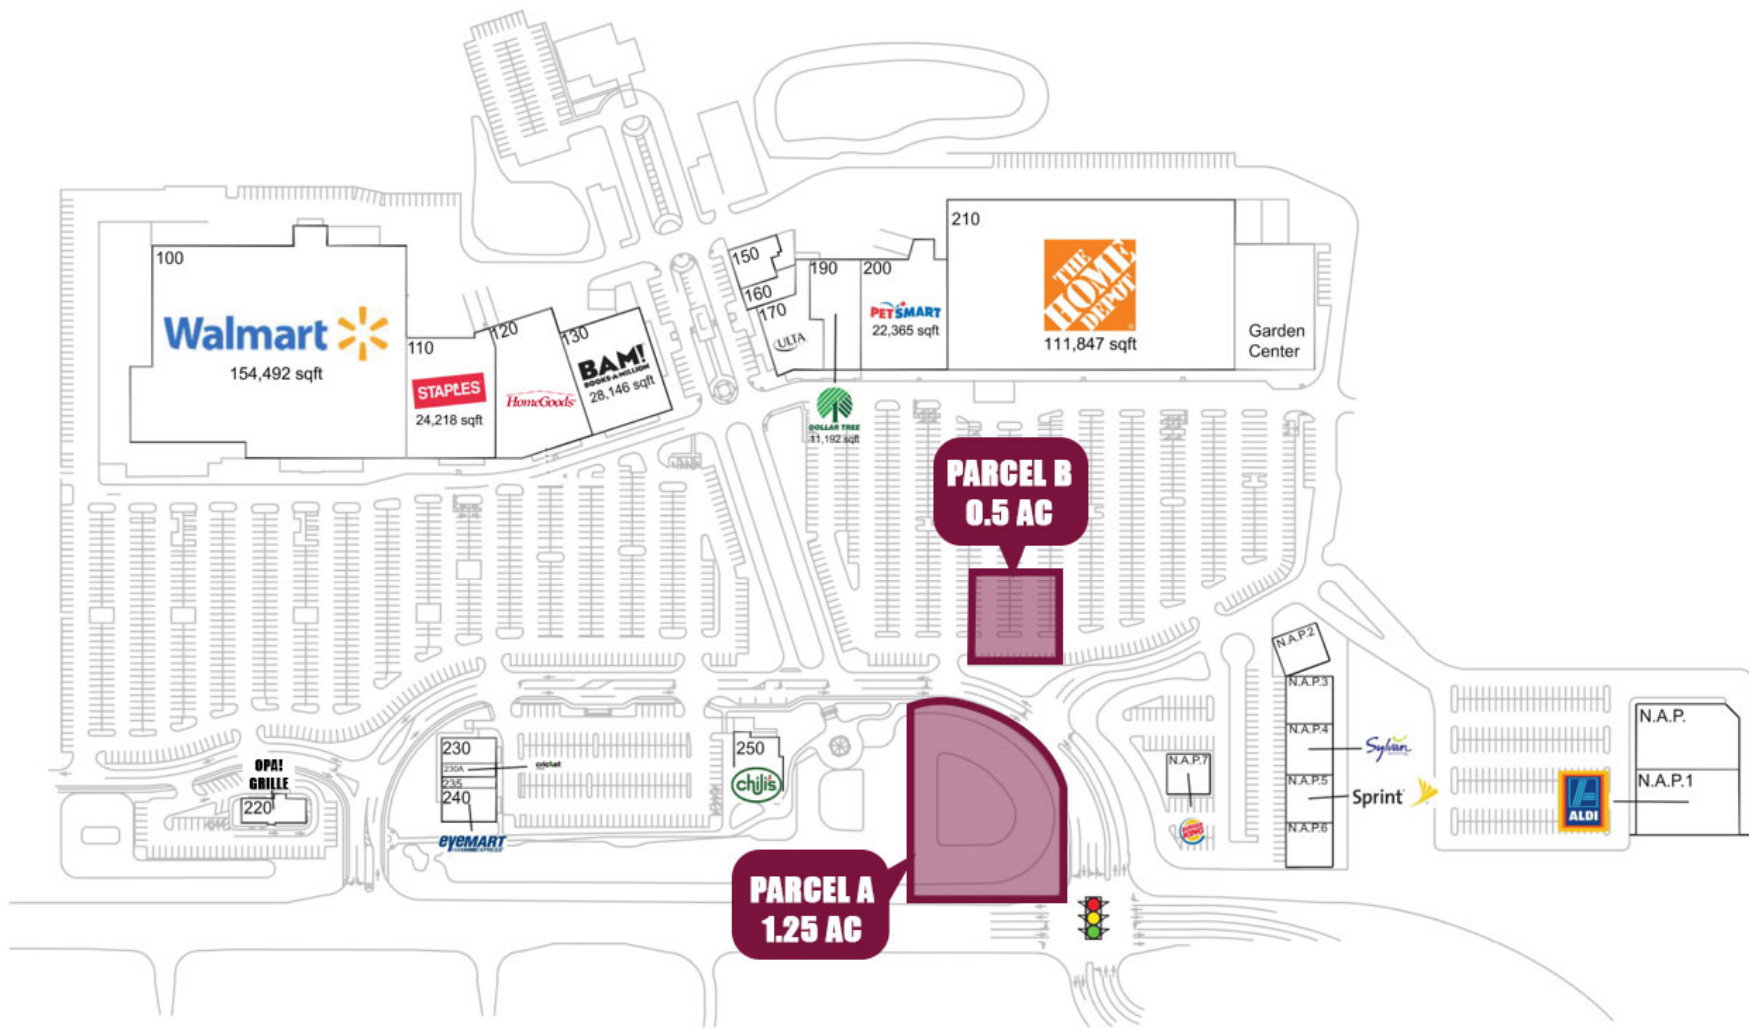 100
Walmart
154,492 sqft
110
STAPLES
24,218 sqft
120
HomeGoods
130
BAM!
BOOKS-A-MILLION
28,146 sqft
150
160
170
ULTA
190
DOLLAR TREE
11,192 sqft
200
PETSMART
22,365 sqft
210
THE
HOME
DEPOT
111,847 sqft
Garden
Center
PARCEL B
0.5 AC
PARCEL A
1.25 AC
OPA!
GRILLE
220
230
230A
cricket
235
240
eyeMART
EXPRESS
250
chili's
N.A.P.2
N.A.P.3
N.A.P.4
Sylvan
N.A.P.5
Sprint
N.A.P.6
N.A.P.7
BURGER
KING
N.A.P.
N.A.P.1
ALDI